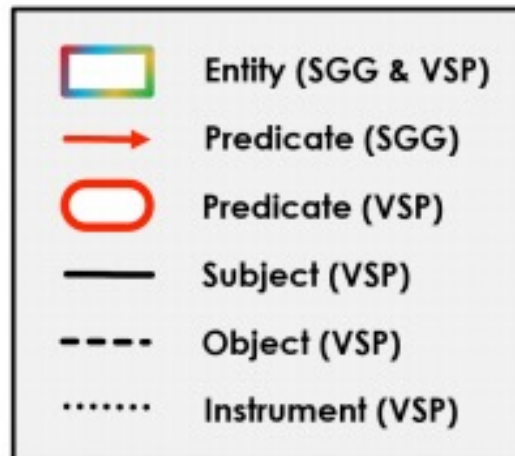 Entity (SGG & VSP)
Predicate (SGG)
Predicate (VSP)
Subject (VSP)
Object (VSP)
Instrument (VSP)